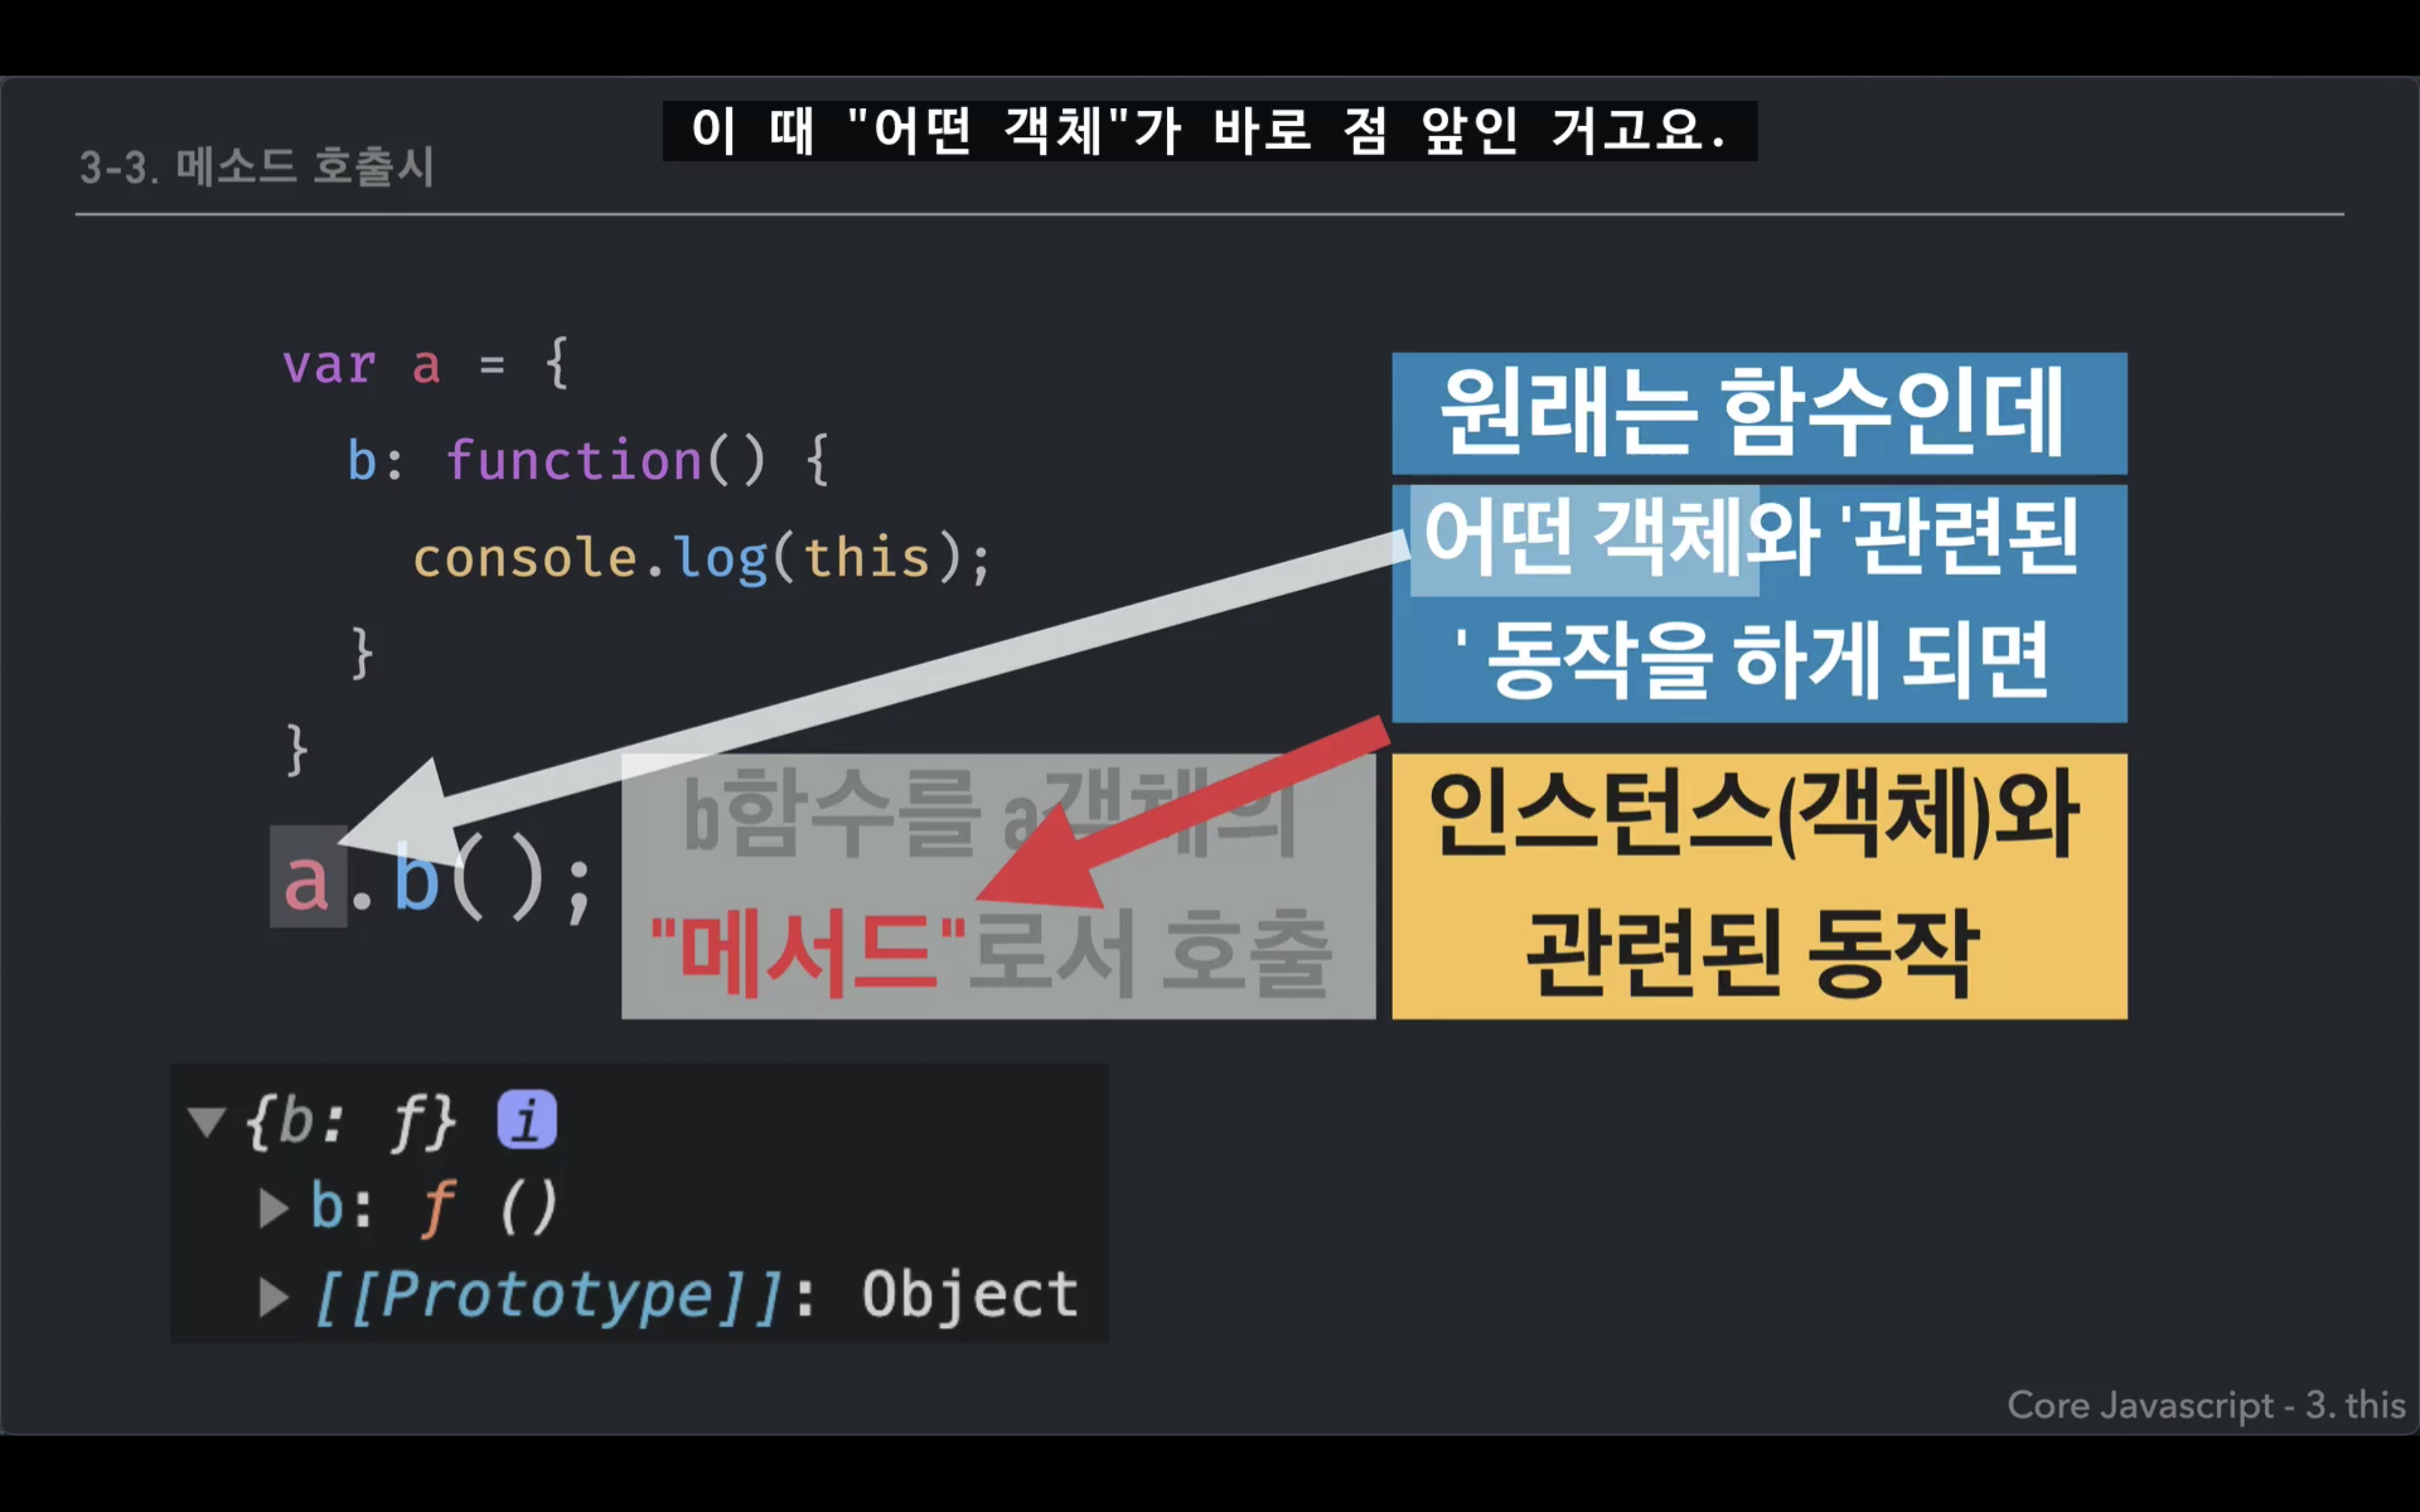 이 때 "어떤 객체"가 바로 점 앞인 거고요.
3-3. 메소드 호출시
var a = {
b: function() {
console.log(this);
}
}
a.b();
원래는 함수인데
어떤 객체와 '관련된
' 동작을 하게 되면
b함수를 a객체의
"메서드"로서 호출
인스턴스(객체)와
관련된 동작
{b: ƒ} i
b: ƒ ()
[[Prototype]]: Object
Core Javascript - 3. this